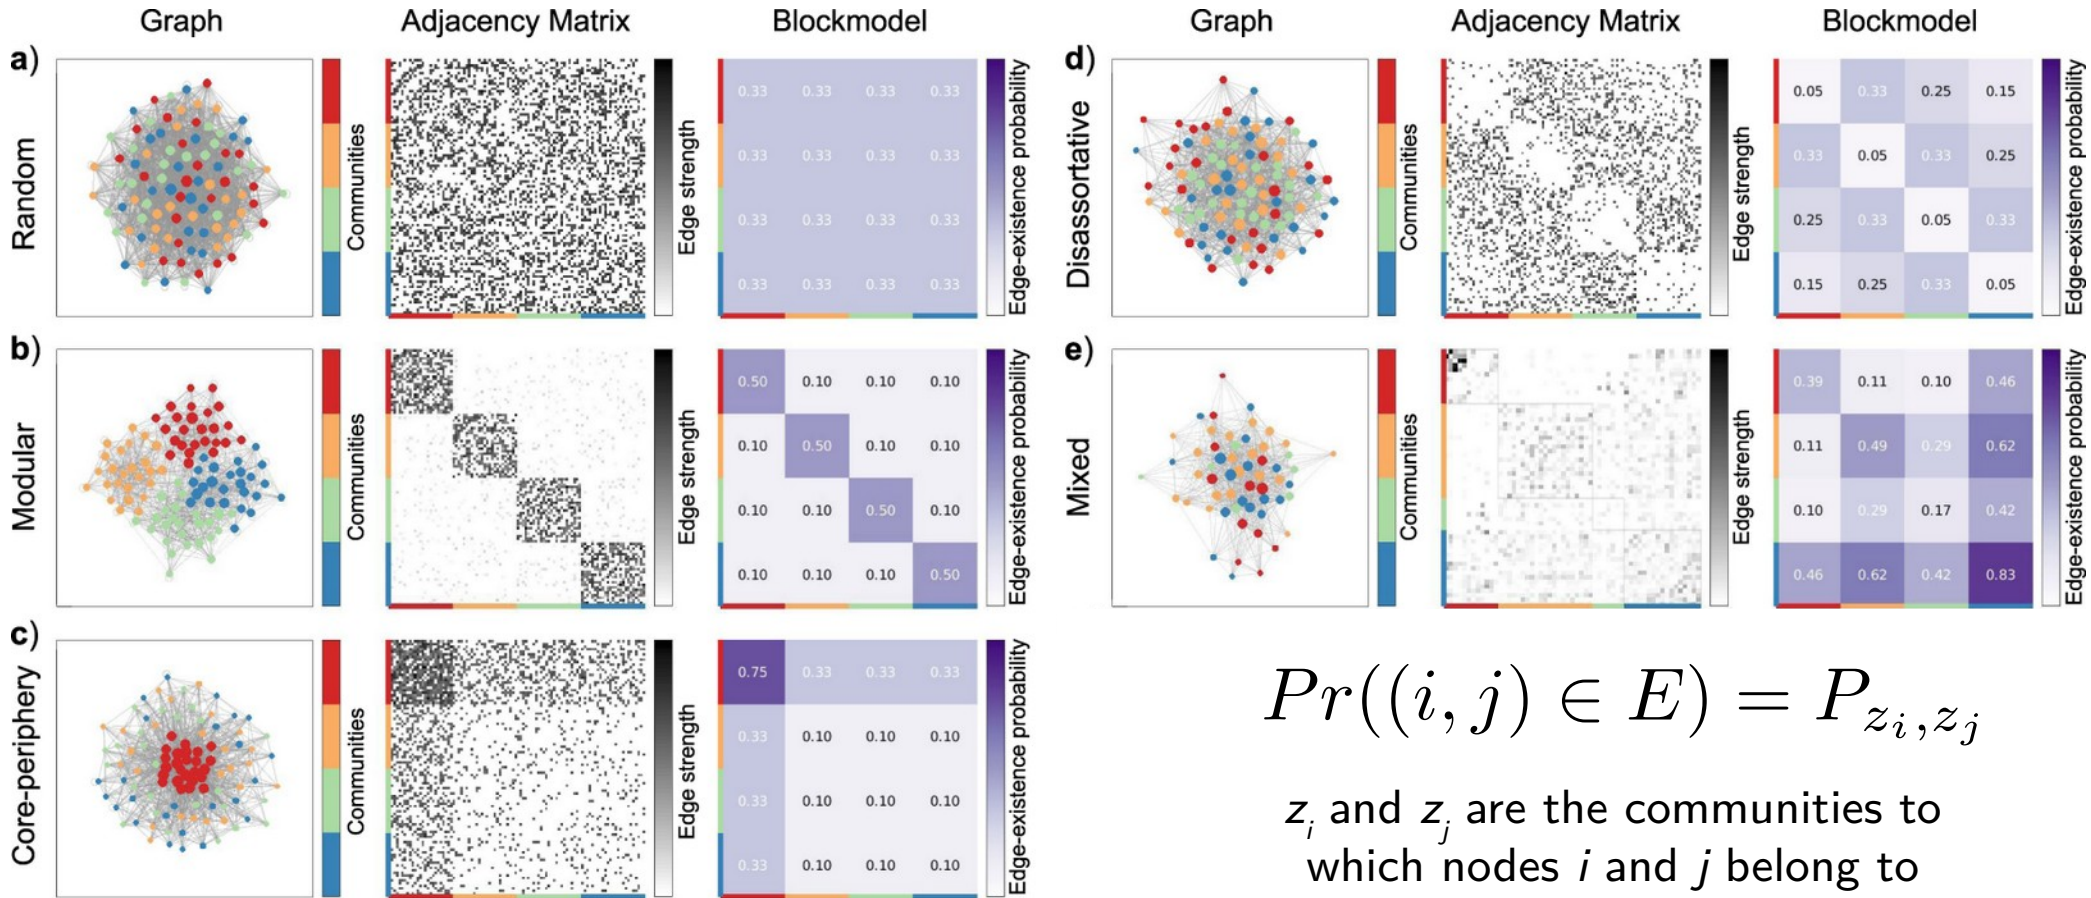 Graph Adjacency Matrix Blockmodel
a)
Random
Communities
Edge strength
0.33 0.33 0.33 0.33
0.33 0.33 0.33 0.33
0.33 0.33 0.33 0.33
0.33 0.33 0.33 0.33
Edge-existence probability
b)
Modular
Communities
Edge strength
0.50 0.10 0.10 0.10
0.10 0.50 0.10 0.10
0.10 0.10 0.50 0.10
0.10 0.10 0.10 0.50
Edge-existence probability
c)
Core-periphery
Communities
Edge strength
0.75 0.33 0.33 0.33
0.33 0.10 0.10 0.10
0.33 0.10 0.10 0.10
0.33 0.10 0.10 0.10
Edge-existence probability
Graph Adjacency Matrix Blockmodel
d)
Disassortative
Communities
Edge strength
0.05 0.33 0.25 0.15
0.33 0.05 0.33 0.25
0.25 0.33 0.05 0.33
0.15 0.25 0.33 0.05
Edge-existence probability
e)
Mixed
Communities
Edge strength
0.39 0.11 0.10 0.46
0.11 0.49 0.29 0.62
0.10 0.29 0.17 0.42
0.46 0.62 0.42 0.83
Edge-existence probability
Pr((i, j) ∈ E) = P_{z_i, z_j}
z_i and z_j are the communities to
which nodes i and j belong to